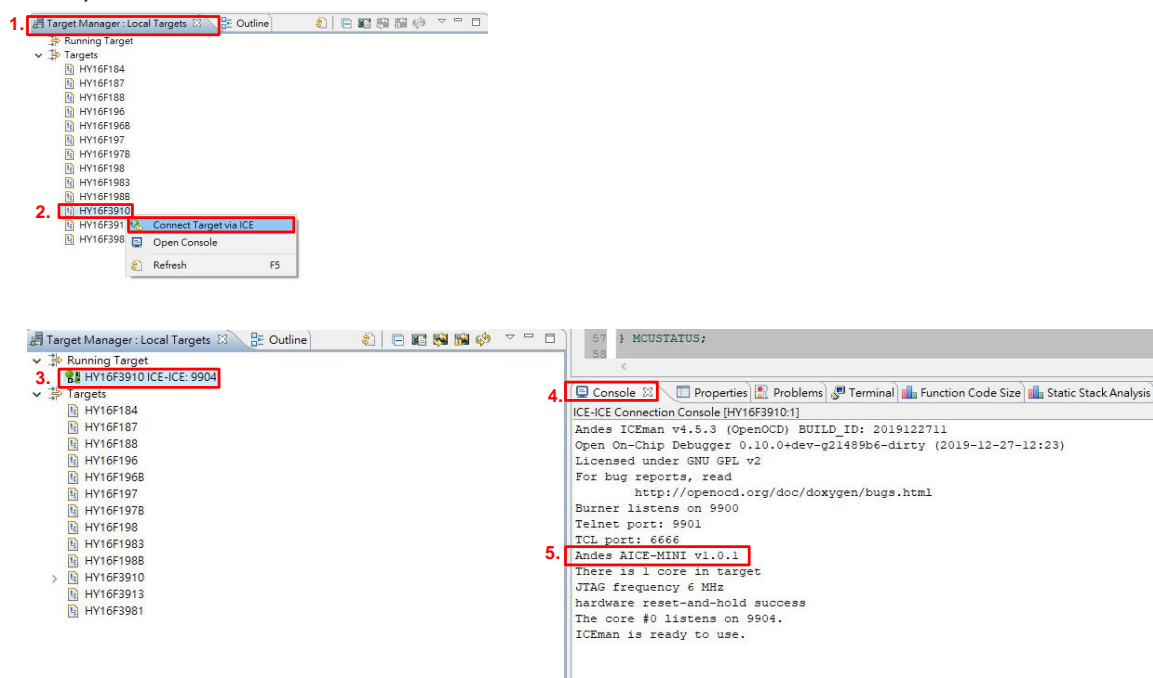 1. Target Manager : Local Targets Outline
Running Target
Targets
HY16F184
HY16F187
HY16F188
HY16F196
HY16F196B
HY16F197
HY16F197B
HY16F198
HY16F1983
HY16F198B
2. HY16F3910
HY16F391 Connect Target via ICE
HY16F398 Open Console
Refresh F5
Target Manager : Local Targets Outline
Running Target
3. HY16F3910 ICE-ICE: 9904
Targets
HY16F184
HY16F187
HY16F188
HY16F196
HY16F196B
HY16F197
HY16F197B
HY16F198
HY16F1983
HY16F198B
HY16F3910
HY16F3913
HY16F3981
57 } MCUSTATUS;
58
4. Console Properties Problems Terminal Function Code Size Static Stack Analysis
ICE-ICE Connection Console [HY16F3910:1]
Andes ICEman v4.5.3 (OpenOCD) BUILD_ID: 2019122711
Open On-Chip Debugger 0.10.0+dev-g21489b6-dirty (2019-12-27-12:23)
Licensed under GNU GPL v2
For bug reports, read
http://openocd.org/doc/doxygen/bugs.html
Burner listens on 9900
Telnet port: 9901
TCL port: 6666
5. Andes AICE-MINI v1.0.1
There is 1 core in target
JTAG frequency 6 MHz
hardware reset-and-hold success
The core #0 listens on 9904.
ICEman is ready to use.